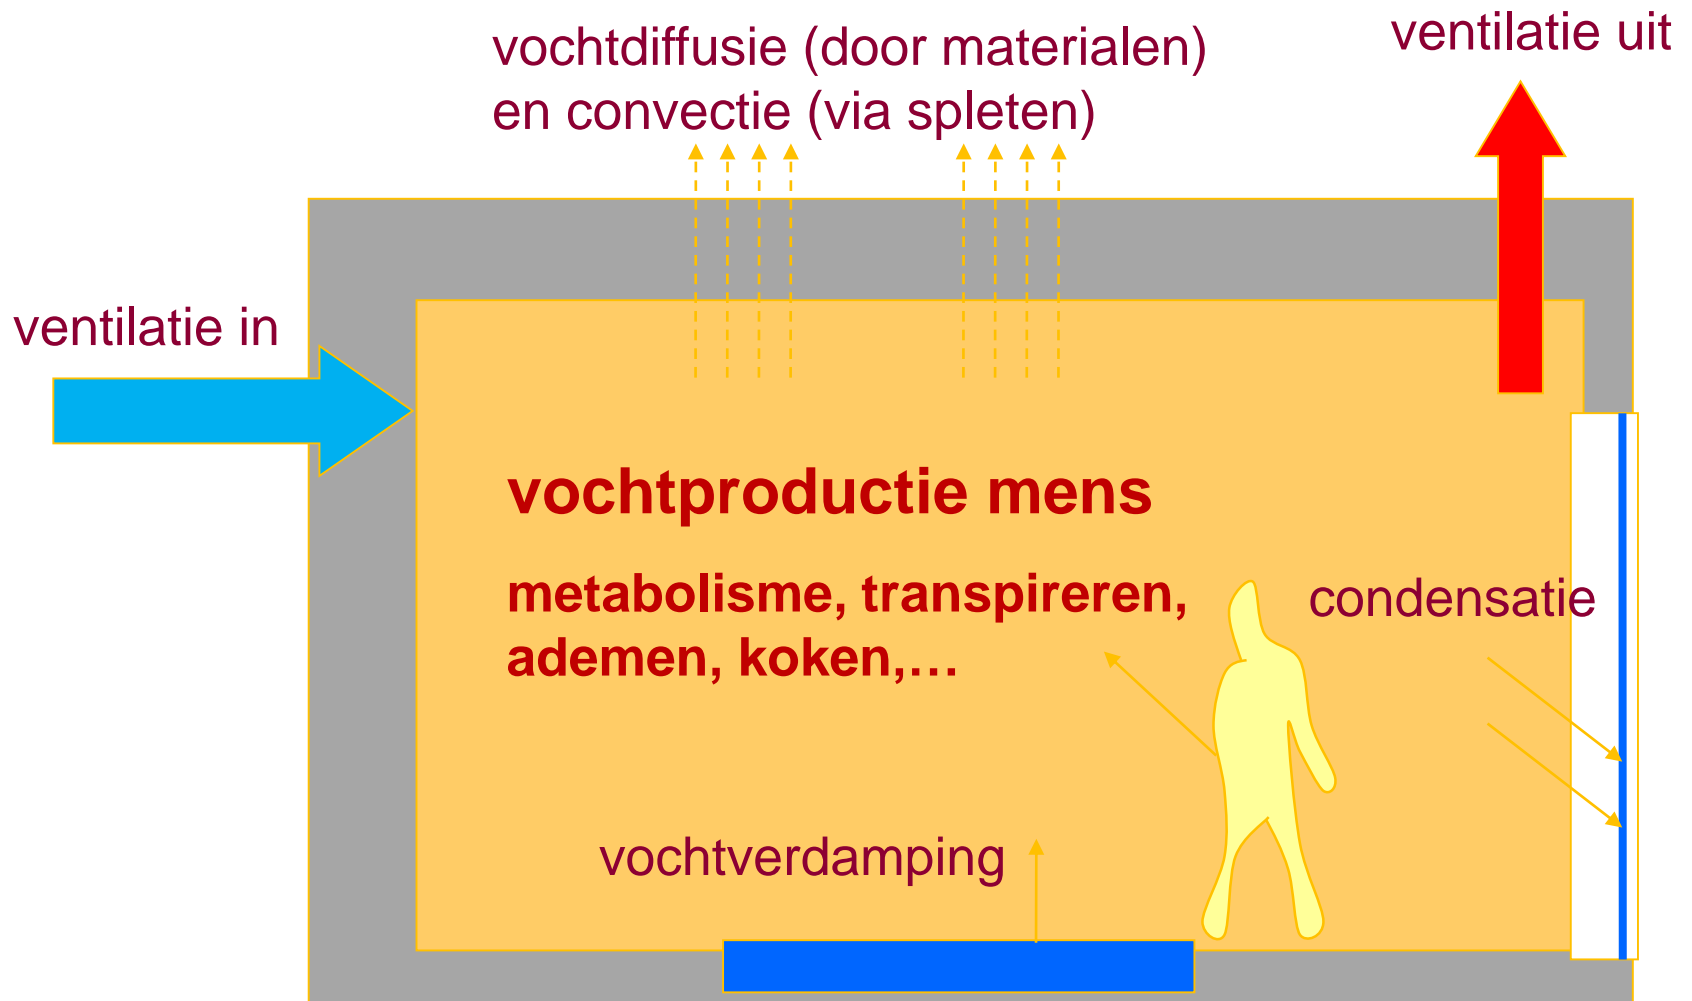 vochtdiffusie (door materialen)
en convectie (via spleten)
ventilatie uit
ventilatie in
vochtproductie mens
metabolisme, transpireren,
ademen, koken,…
condensatie
vochtverdamping